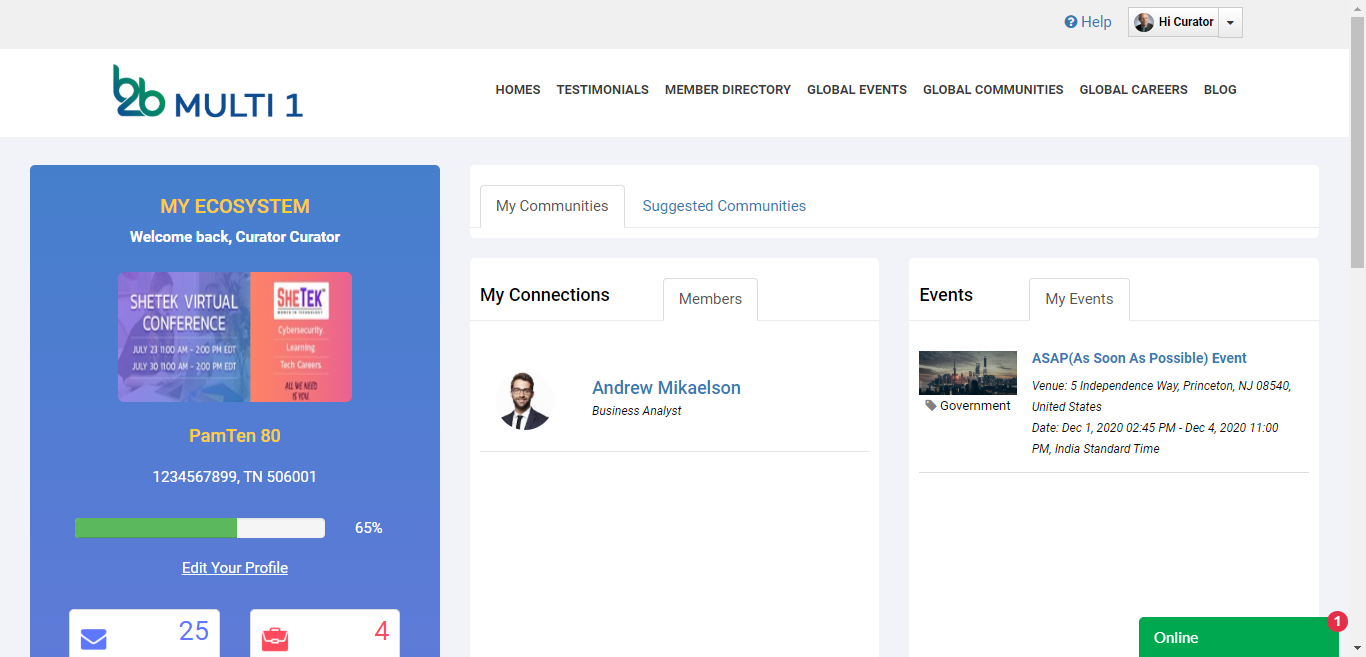 Help
Hi Curator
b2b MULTI 1
HOMES TESTIMONIALS MEMBER DIRECTORY GLOBAL EVENTS GLOBAL COMMUNITIES GLOBAL CAREERS BLOG
MY ECOSYSTEM
Welcome back, Curator Curator
SHETEK VIRTUAL
CONFERENCE
JULY 23 11:00 AM - 2:00 PM EDT
JULY 30 11:00 AM - 2:00 PM EDT
SHETEK
WOMEN IN TECHNOLOGY
Cybersecurity
Learning
Tech Careers
ALL WE NEED
IS YOU.
PamTen 80
1234567899, TN 506001
65%
Edit Your Profile
25
4
My Communities
Suggested Communities
My Connections
Members
Andrew Mikaelson
Business Analyst
Events
My Events
Government
ASAP(As Soon As Possible) Event
Venue: 5 Independence Way, Princeton, NJ 08540,
United States
Date: Dec 1, 2020 02:45 PM - Dec 4, 2020 11:00
PM, India Standard Time
Online
1